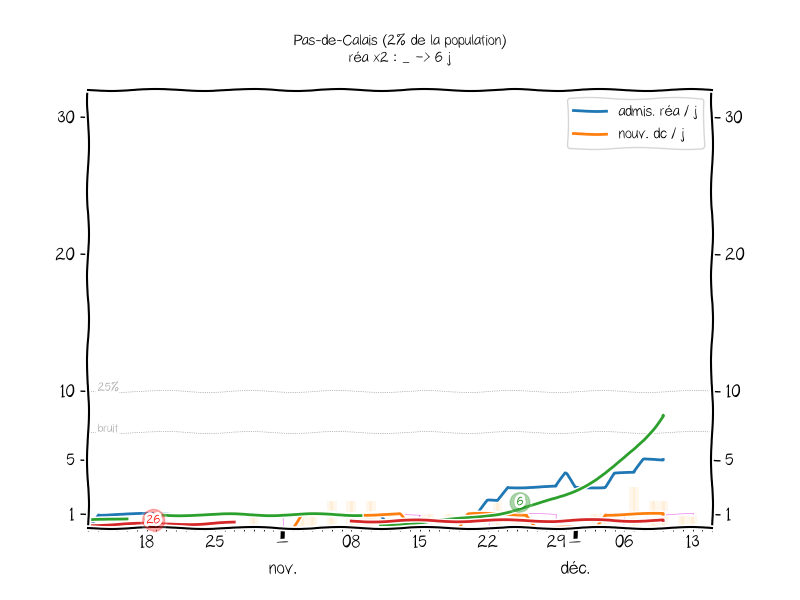 Pas-de-Calais (2% de la population)
réa x2 : _ -> 6 j
admis. réa / j
nouv. dc / j
30
30
20
20
25%
10
10
bruit
5
5
6
26
1
1
18 25 08 15 22 29 06 13
nov. déc.